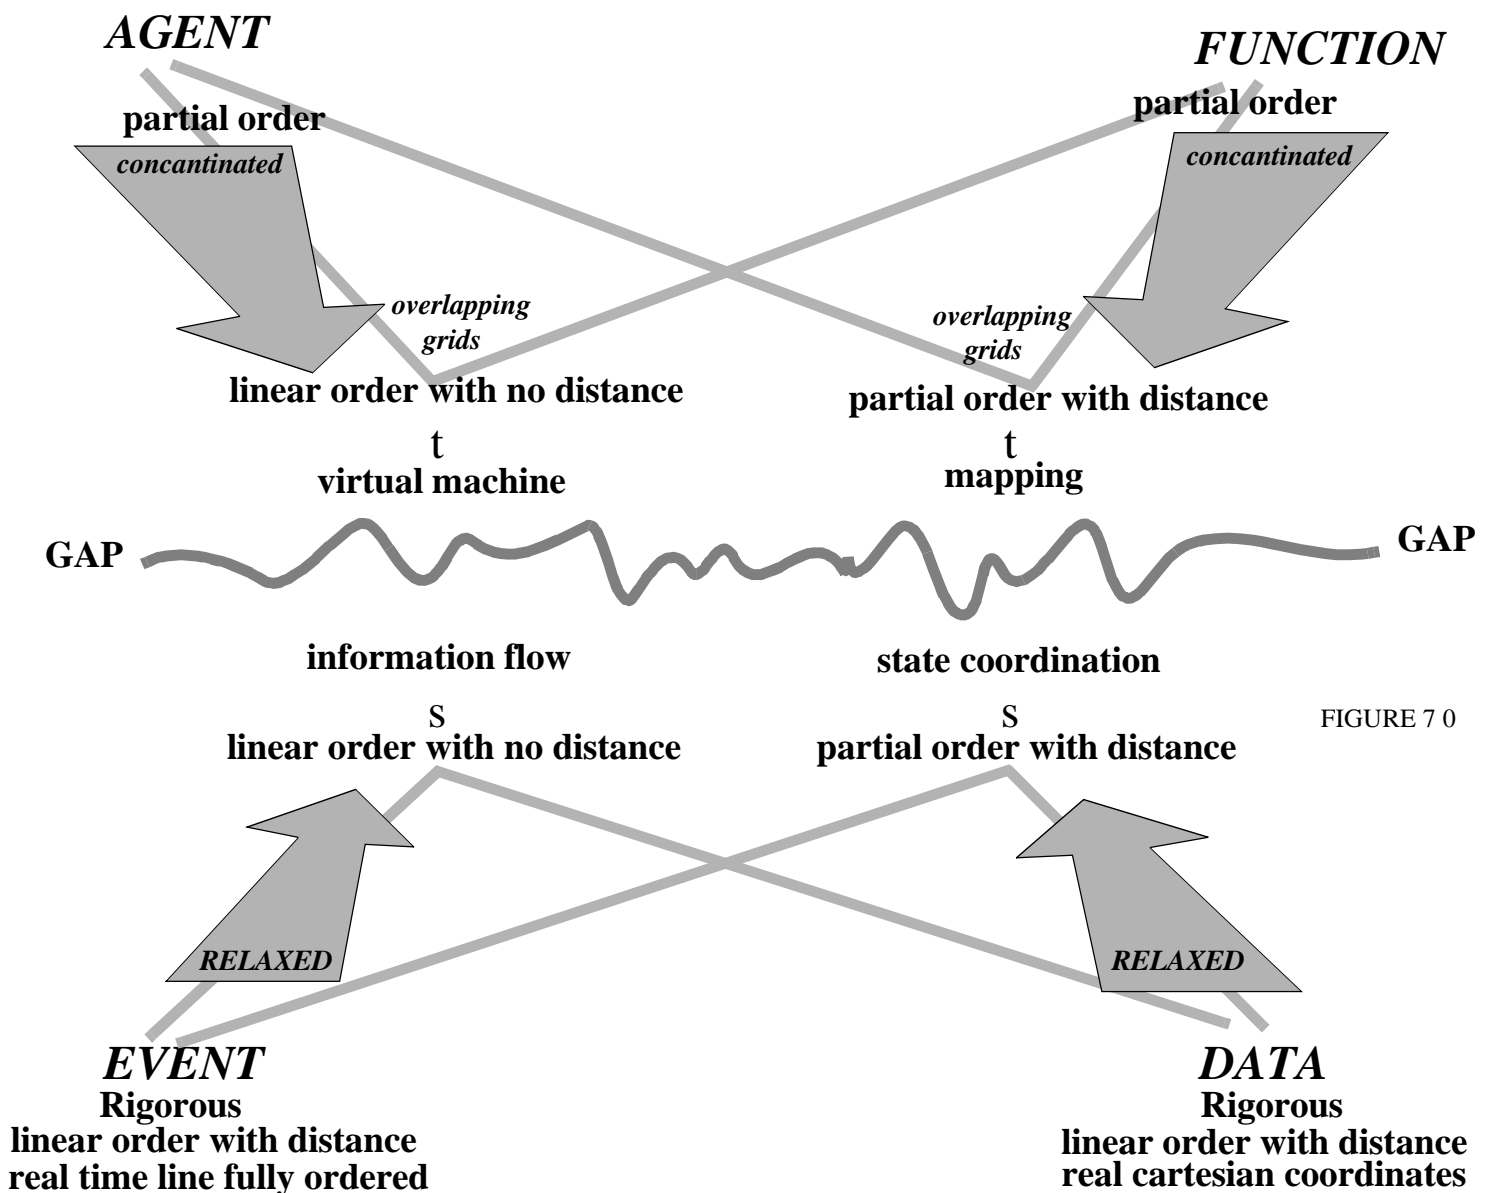 AGENT
FUNCTION
partial order
partial order
concantinated
concantinated
overlapping
grids
overlapping
grids
linear order with no distance
partial order with distance
t
t
virtual machine
mapping
GAP
GAP
information flow
state coordination
s
s
FIGURE 7 0
linear order with no distance
partial order with distance
RELAXED
RELAXED
EVENT
DATA
Rigorous
Rigorous
linear order with distance
linear order with distance
real time line fully ordered
real cartesian coordinates